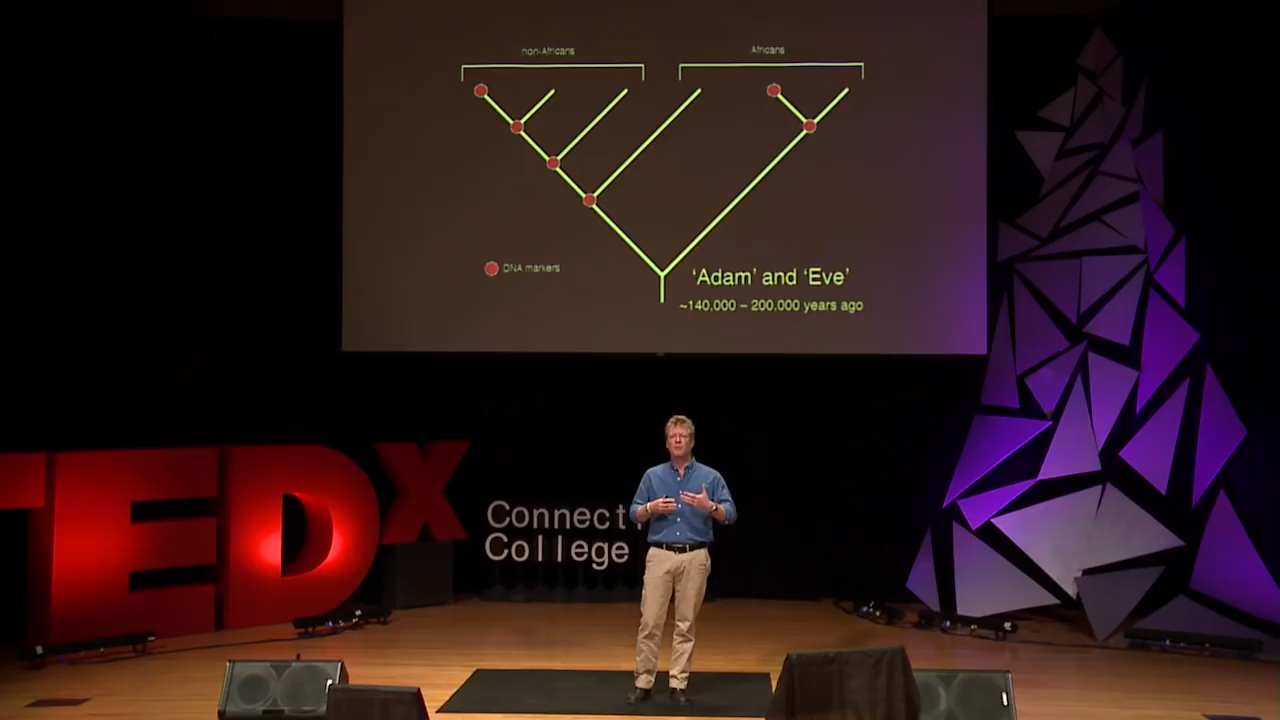 non-Africans
Africans
DNA markers
'Adam' and 'Eve'
~140,000 – 200,000 years ago
TEDx
Connect
College